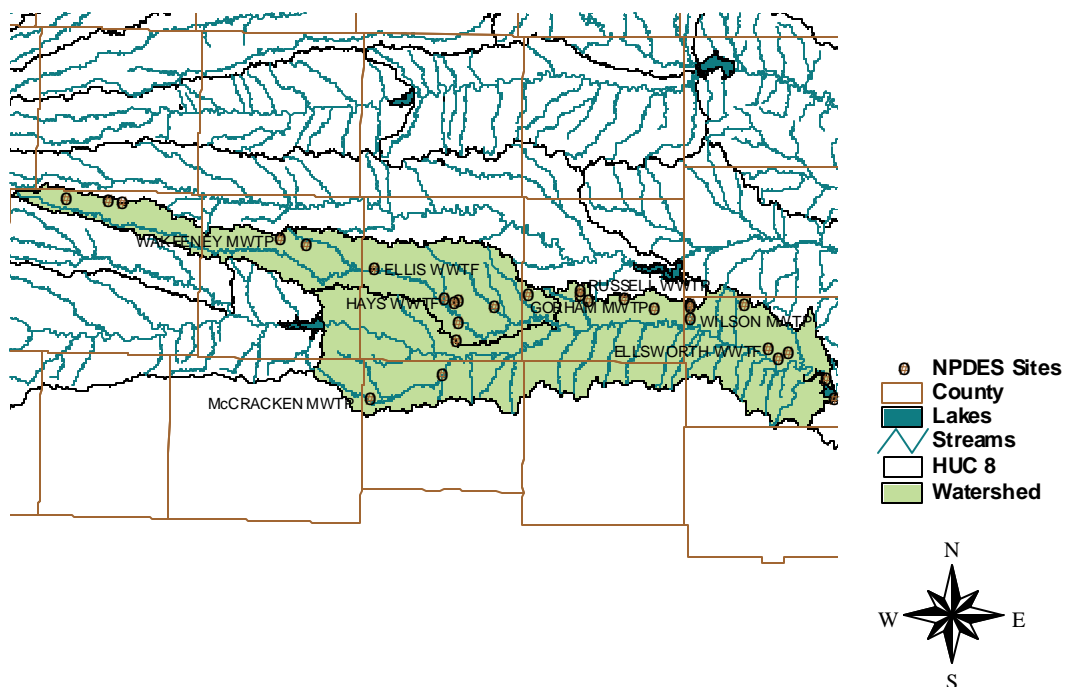 WAKEENEY MWTP
ELLIS WWTF
HAYS WWTF
RUSSELL WWTP
GORHAM MWTP
WILSON MWTP
ELLSWORTH WWTF
McCRACKEN MWTP
NPDES Sites
County
Lakes
Streams
HUC 8
Watershed
N
W
E
S